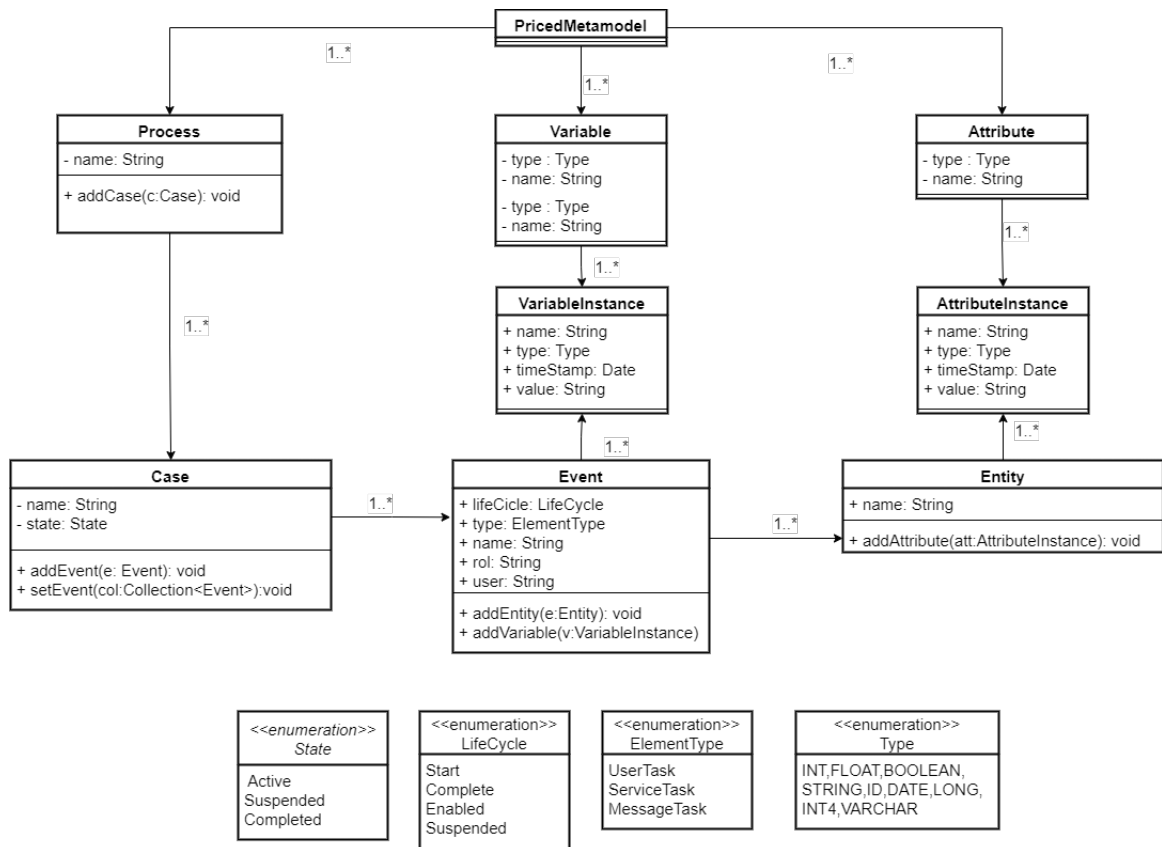 PricedMetamodel
1..*
1..*
1..*
Process
- name: String
+ addCase(c:Case): void
Variable
- type : Type
- name: String
- type : Type
- name: String
Attribute
- type : Type
- name: String
1..*
1..*
1..*
VariableInstance
+ name: String
+ type: Type
+ timeStamp: Date
+ value: String
AttributeInstance
+ name: String
+ type: Type
+ timeStamp: Date
+ value: String
1..*
1..*
Case
- name: String
- state: State
+ addEvent(e: Event): void
+ setEvent(col:Collection<Event>):void
1..*
Event
+ lifeCicle: LifeCycle
+ type: ElementType
+ name: String
+ rol: String
+ user: String
+ addEntity(e:Entity): void
+ addVariable(v:VariableInstance)
1..*
Entity
+ name: String
+ addAttribute(att:AttributeInstance): void
<<enumeration>>
State
Active
Suspended
Completed
<<enumeration>>
LifeCycle
Start
Complete
Enabled
Suspended
<<enumeration>>
ElementType
UserTask
ServiceTask
MessageTask
<<enumeration>>
Type
INT,FLOAT,BOOLEAN,
STRING,ID,DATE,LONG,
INT4,VARCHAR